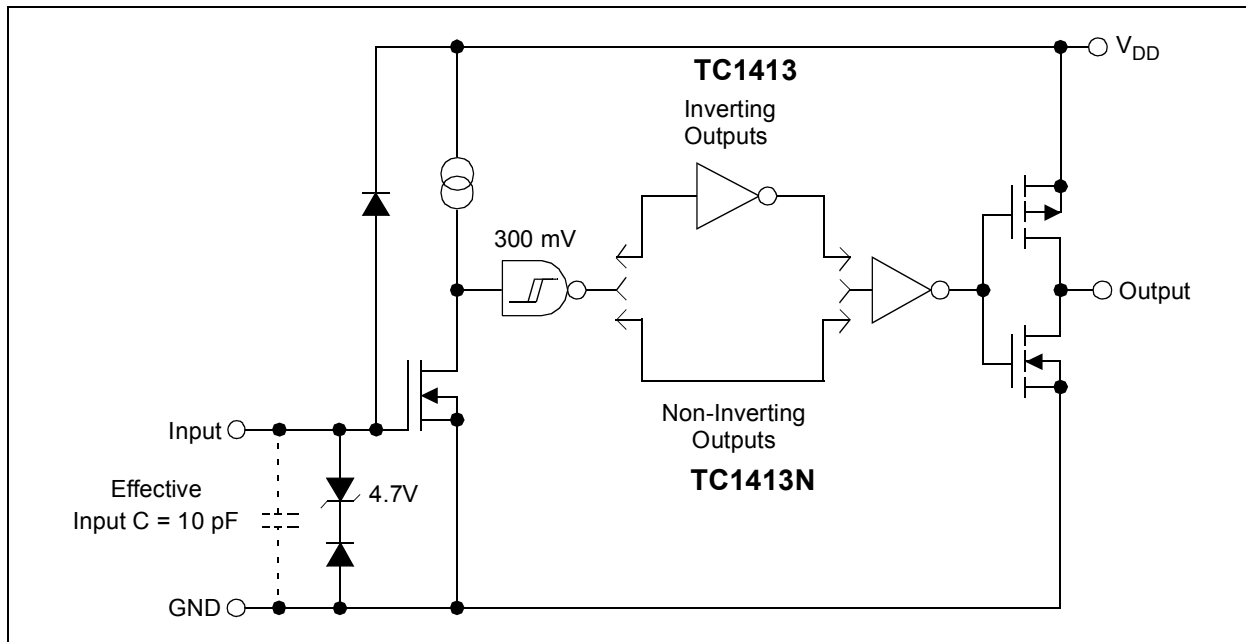 V_DD
TC1413
Inverting
Outputs
300 mV
Output
Input
Non-Inverting
Outputs
TC1413N
4.7V
Effective
Input C = 10 pF
GND